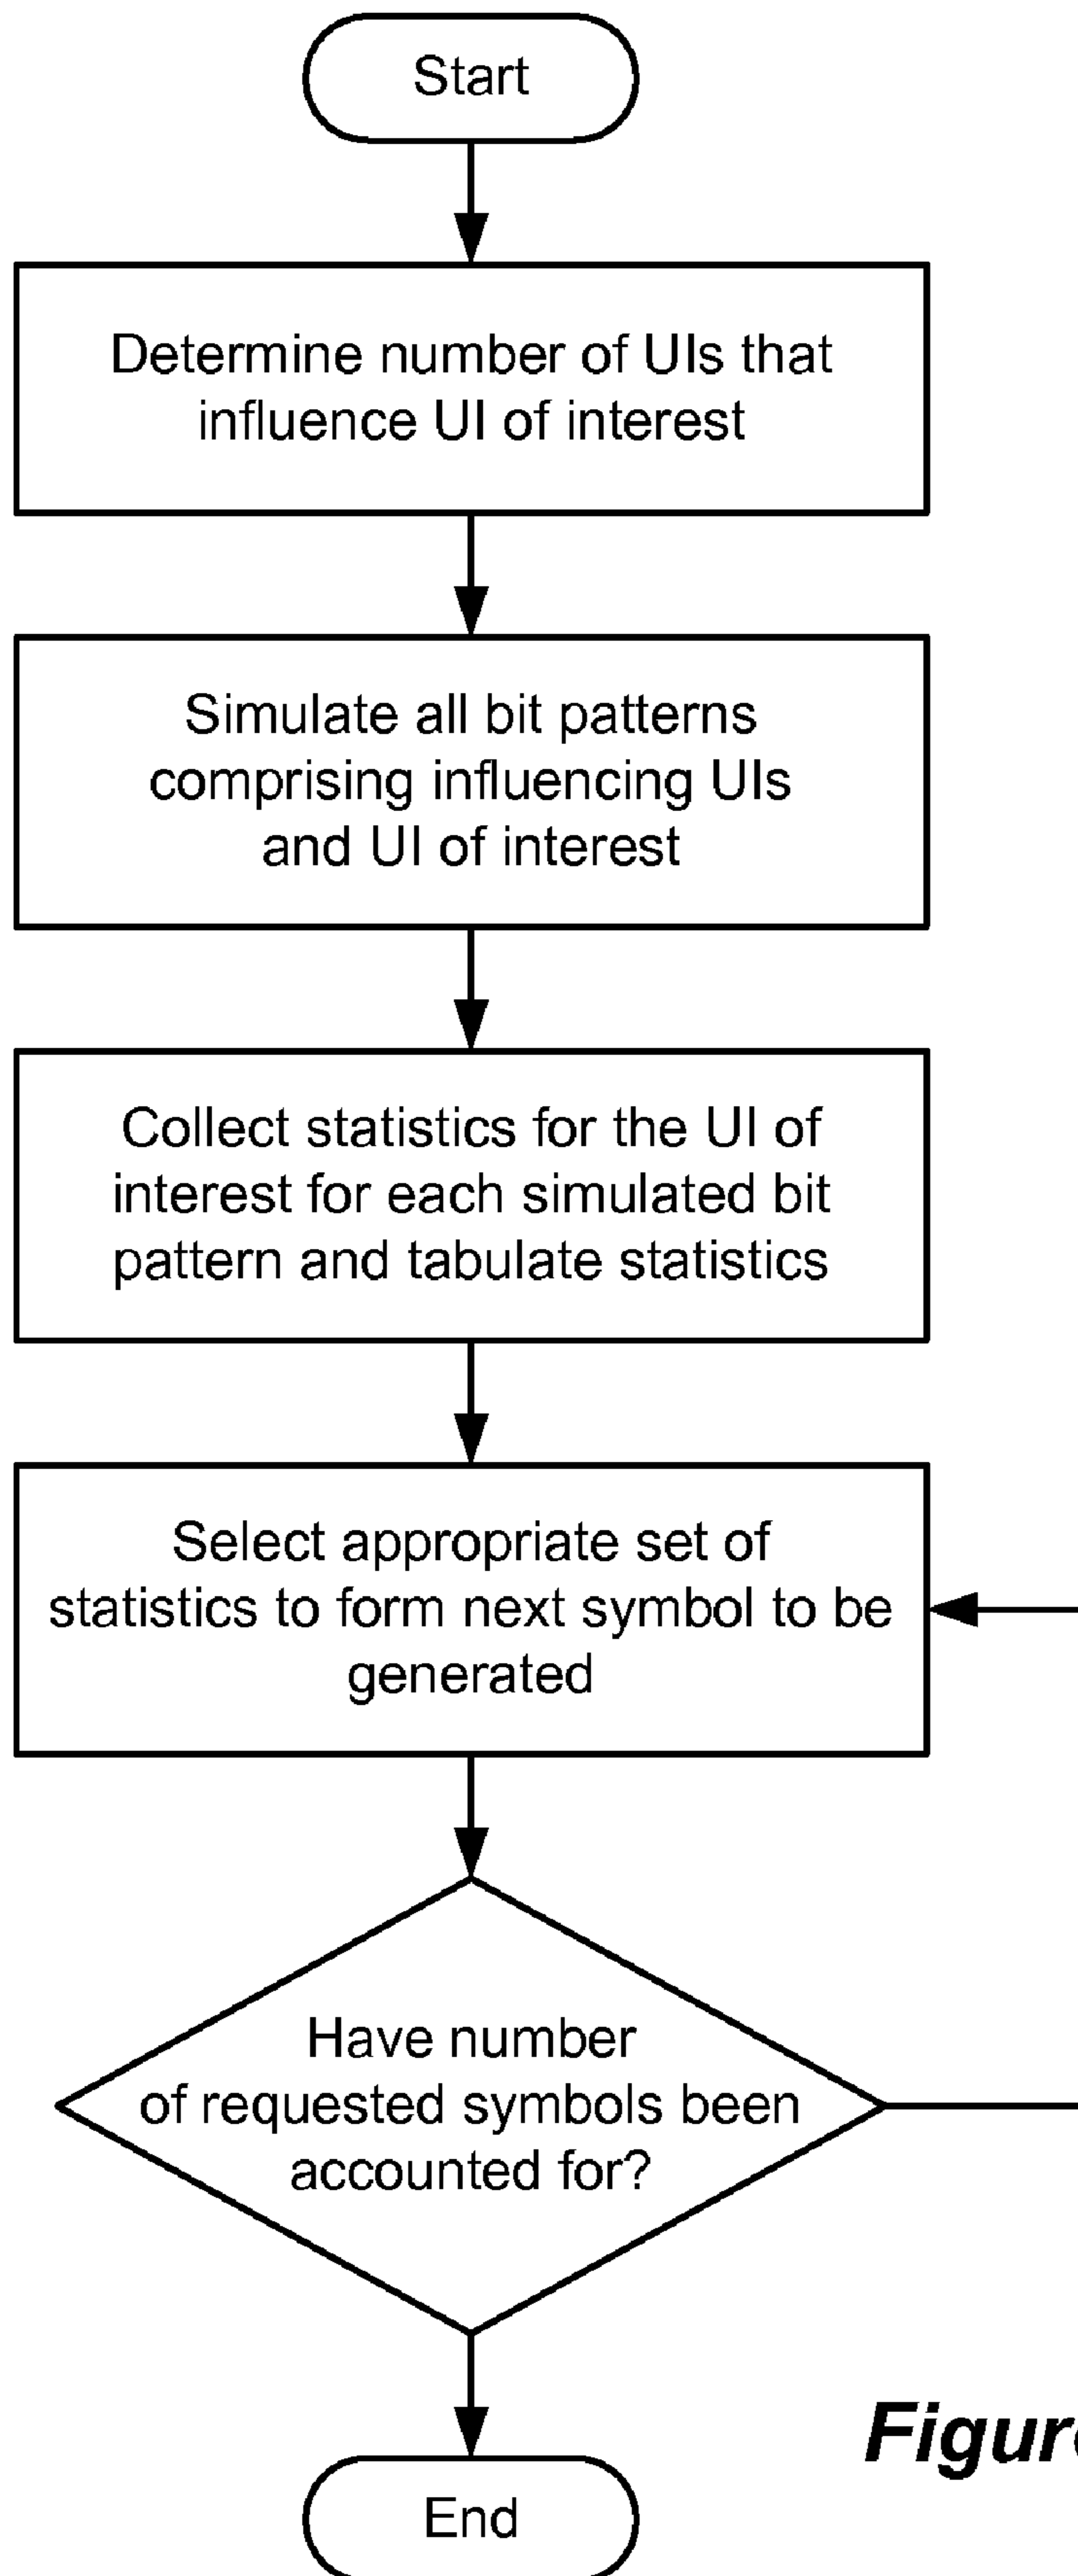 Start
Determine number of UIs that
influence UI of interest
Simulate all bit patterns
comprising influencing UIs
and UI of interest
Collect statistics for the UI of
interest for each simulated bit
pattern and tabulate statistics
Select appropriate set of
statistics to form next symbol to be
generated
Have number
of requested symbols been
accounted for?
End